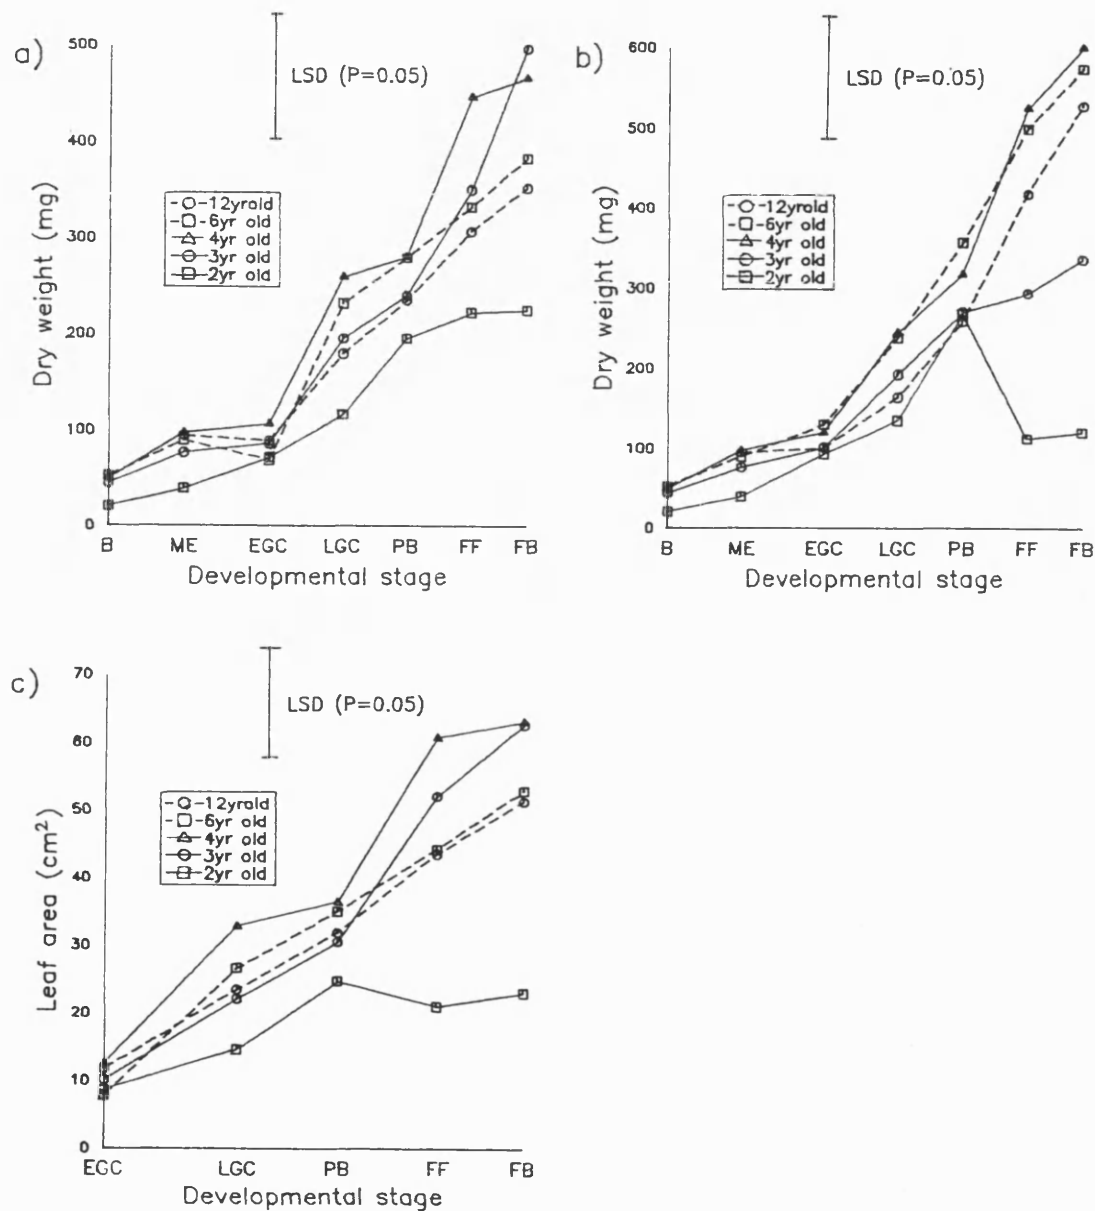 a)
500
400
300
200
100
0
Dry weight (mg)
LSD (P=0.05)
-12yrold
-6yr old
4yr old
3yr old
2yr old
B ME EGC LGC PB FF FB
Developmental stage
b)
600
500
400
300
200
100
0
Dry weight (mg)
LSD (P=0.05)
-12yrold
-6yr old
4yr old
3yr old
2yr old
B ME EGC LGC PB FF FB
Developmental stage
c)
70
60
50
40
30
20
10
0
Leaf area (cm²)
LSD (P=0.05)
-12yrold
-6yr old
4yr old
3yr old
2yr old
EGC LGC PB FF FB
Developmental stage